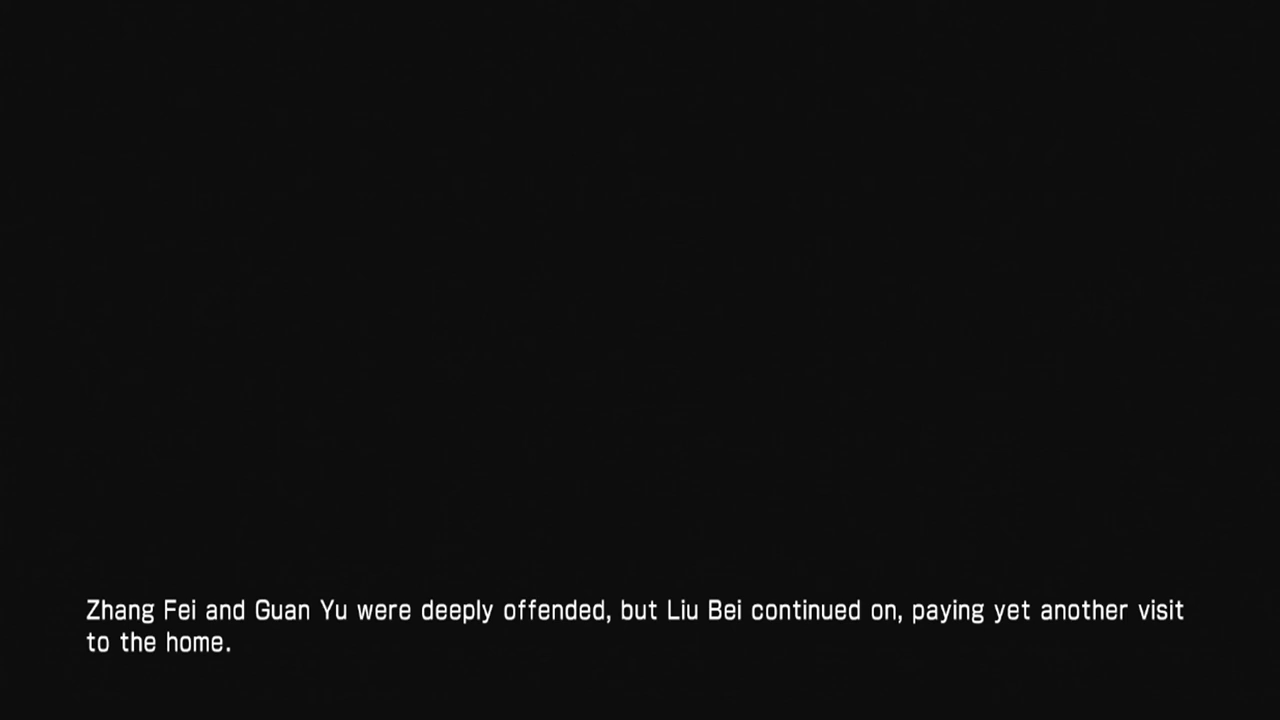 Zhang Fei and Guan Yu were deeply offended, but Liu Bei continued on, paying yet another visit
to the home.